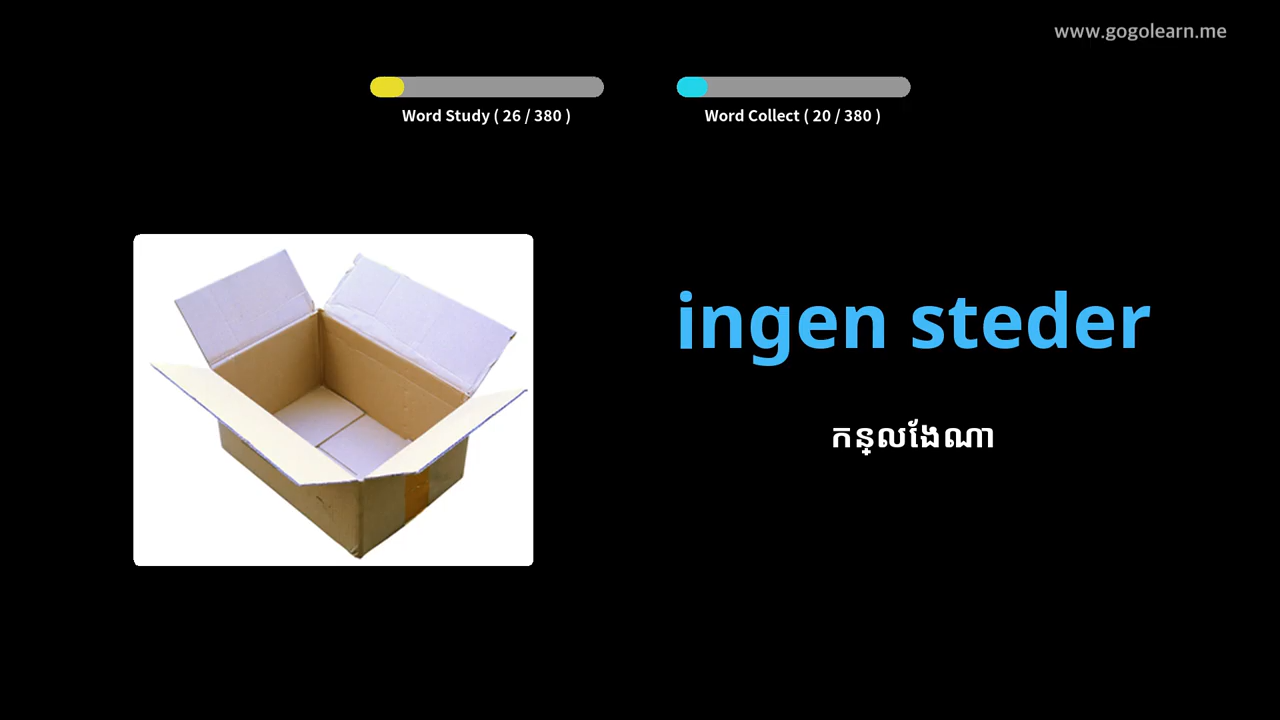 www.gogolearn.me
Word Study ( 26 / 380 )
Word Collect ( 20 / 380 )
ingen steder
កន្លងែណា